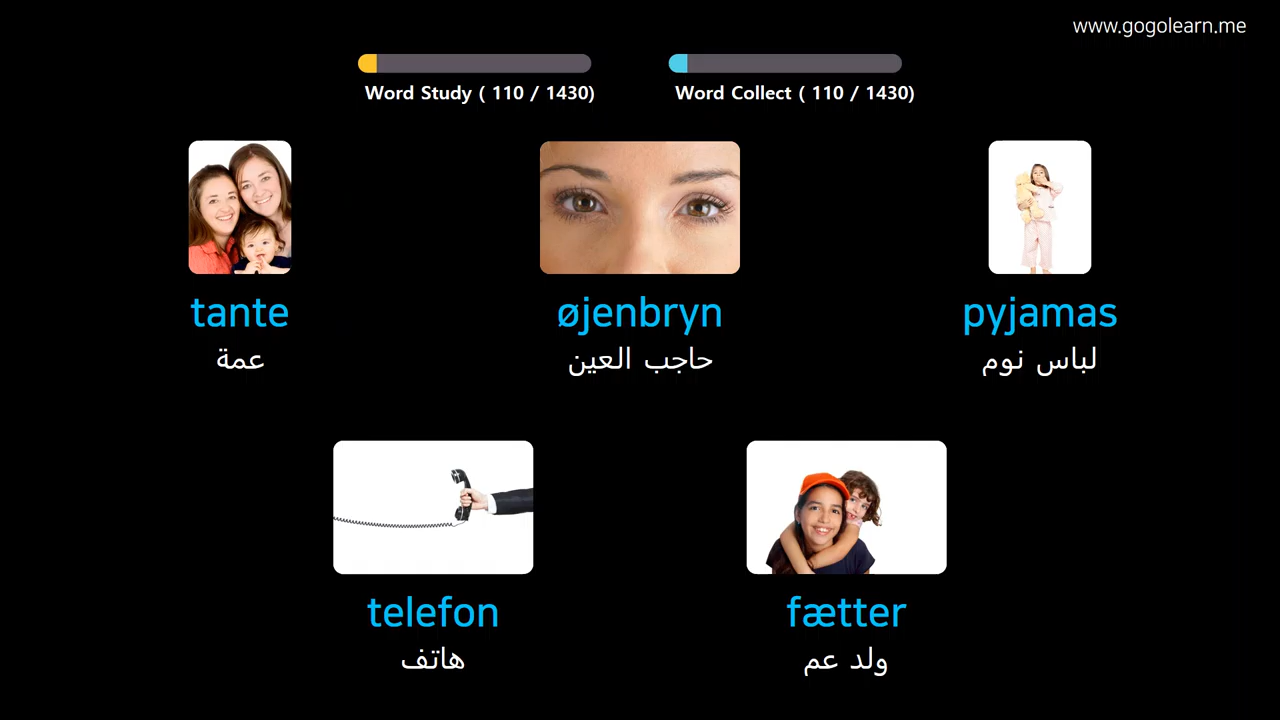 www.gogolearn.me
Word Study ( 110 / 1430)
Word Collect ( 110 / 1430)
tante
عمة
øjenbryn
حاجب العين
pyjamas
لباس نوم
telefon
هاتف
fætter
ولد عم